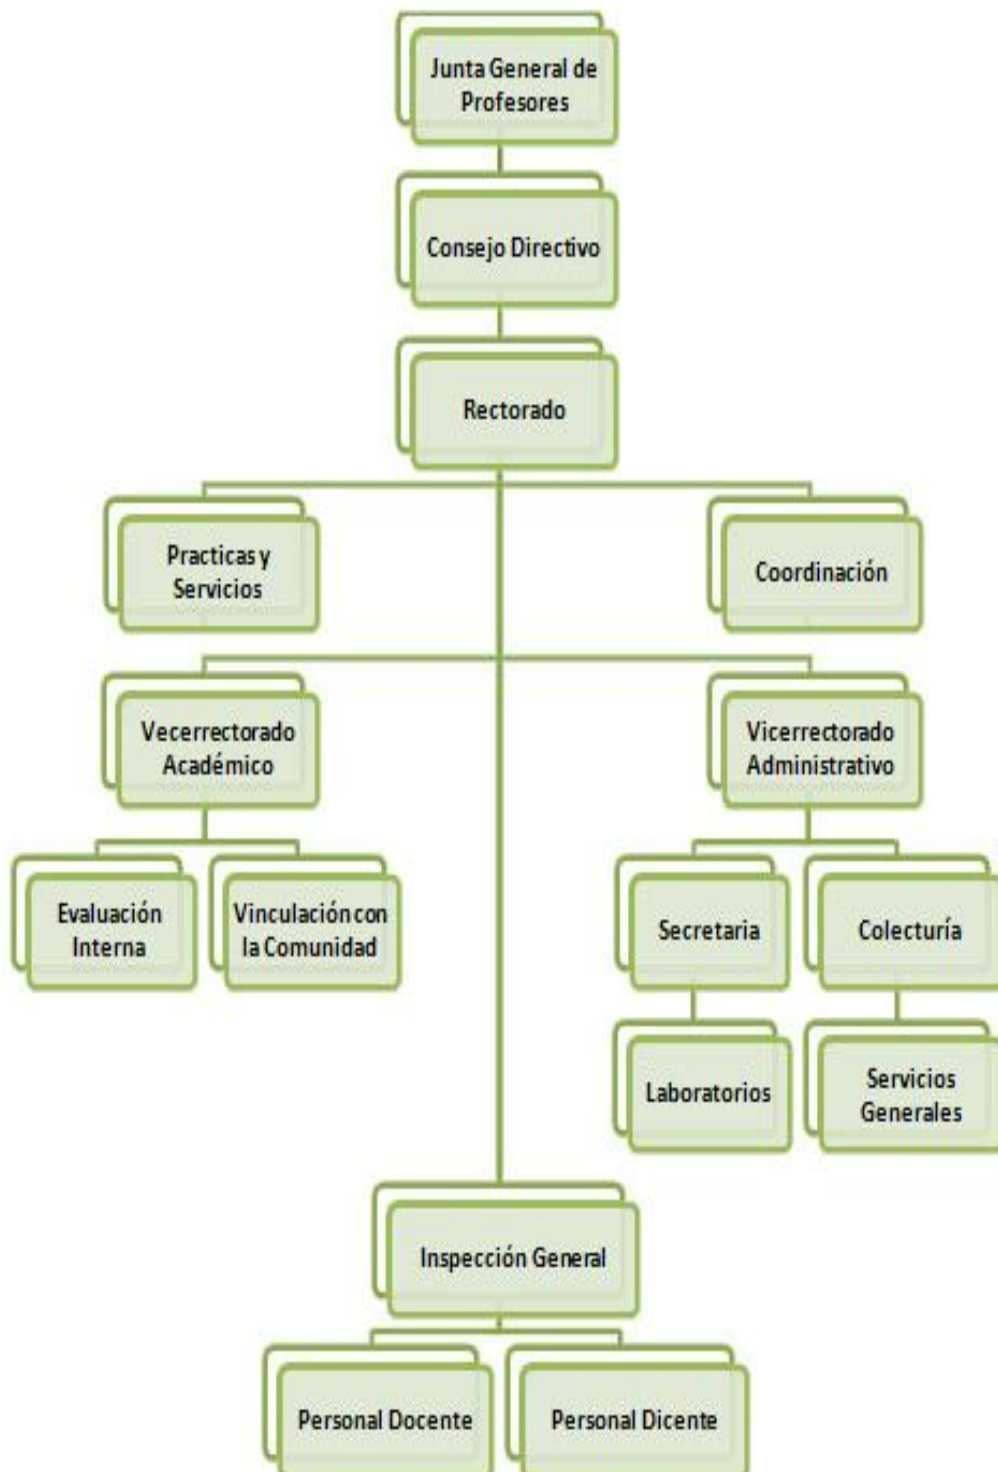 Junta General de
Profesores
Consejo Directivo
Rectorado
Practicas y
Servicios
Coordinación
Vecerrectorado
Académico
Vicerrectorado
Administrativo
Evaluación
Interna
Vinculación con
la Comunidad
Secretaria
Colecturía
Laboratorios
Servicios
Generales
Inspección General
Personal Docente
Personal Dicente